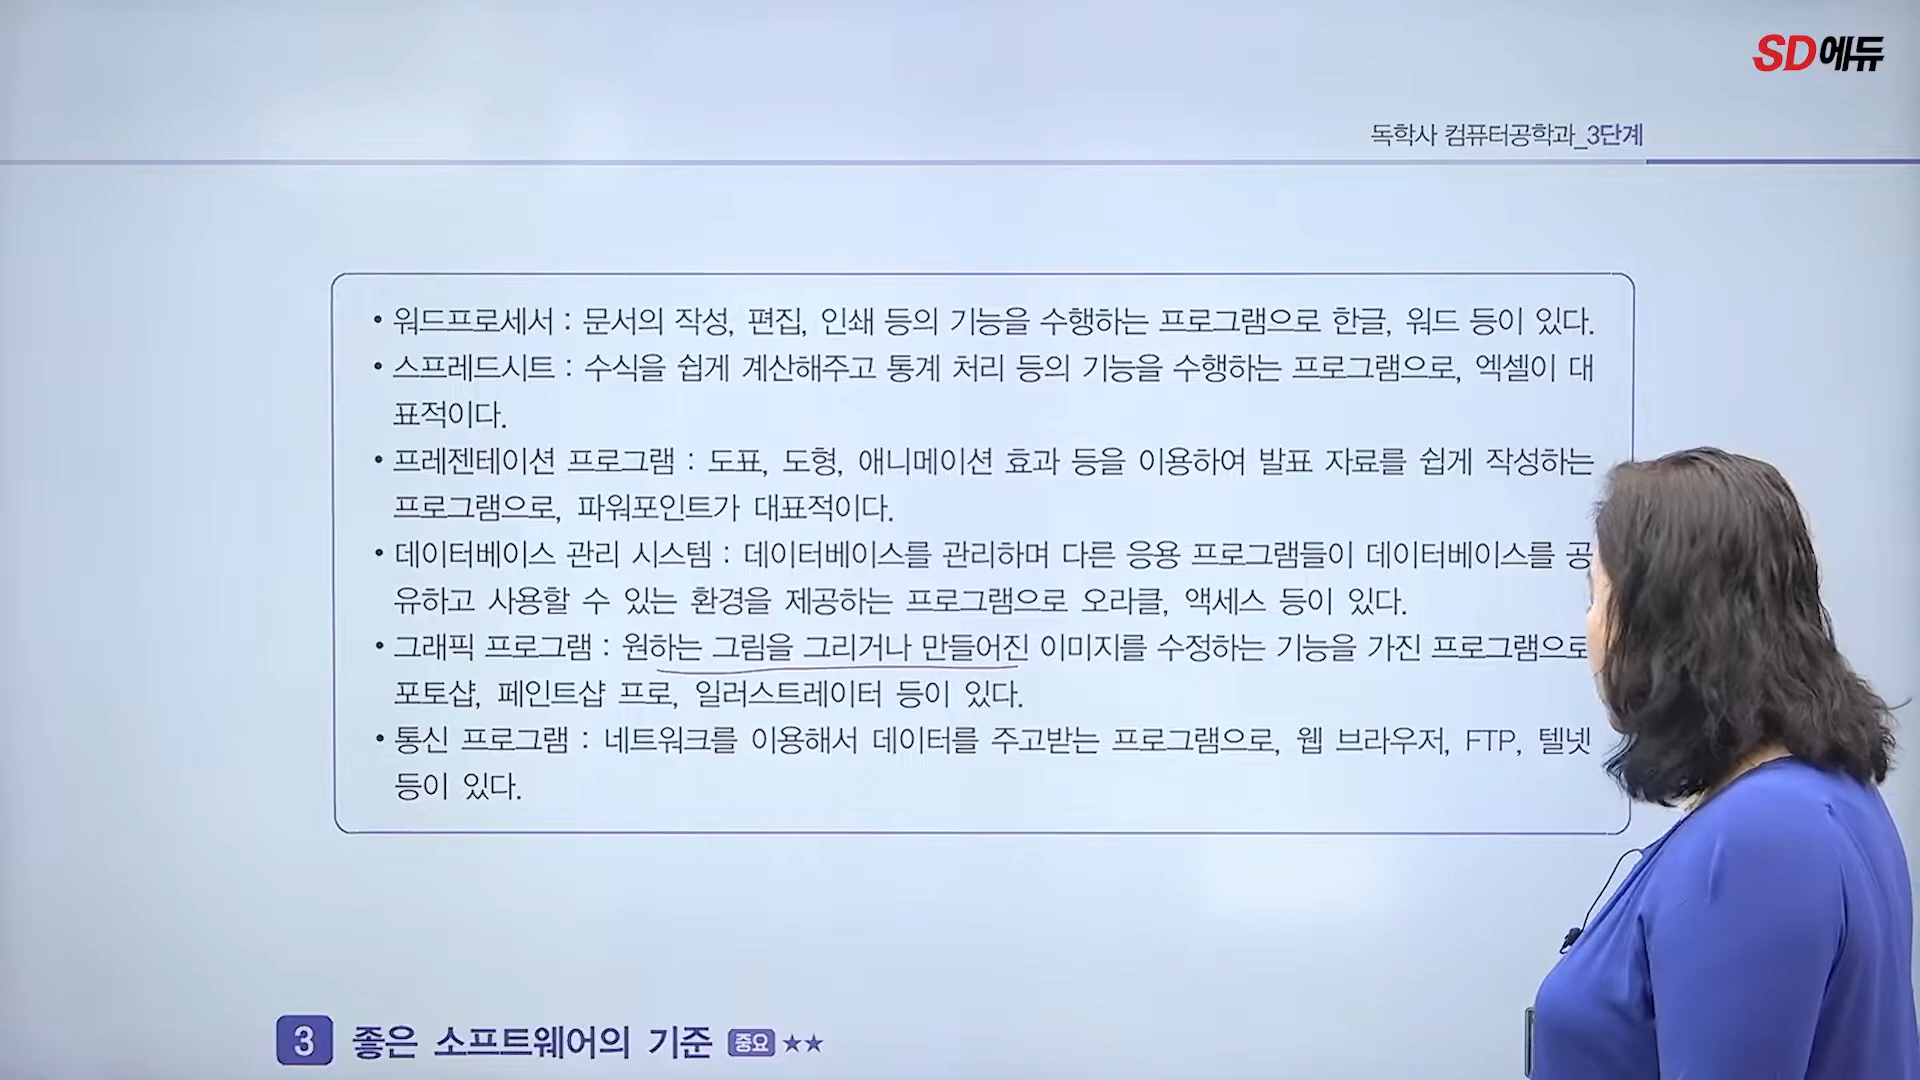 SD에듀
독학사 컴퓨터공학과_3단계
• 워드프로세서 : 문서의 작성, 편집, 인쇄 등의 기능을 수행하는 프로그램으로 한글, 워드 등이 있다.
• 스프레드시트 : 수식을 쉽게 계산해주고 통계 처리 등의 기능을 수행하는 프로그램으로, 엑셀이 대
표적이다.
• 프레젠테이션 프로그램 : 도표, 도형, 애니메이션 효과 등을 이용하여 발표 자료를 쉽게 작성하는
프로그램으로, 파워포인트가 대표적이다.
• 데이터베이스 관리 시스템 : 데이터베이스를 관리하며 다른 응용 프로그램들이 데이터베이스를 공
유하고 사용할 수 있는 환경을 제공하는 프로그램으로 오라클, 액세스 등이 있다.
• 그래픽 프로그램 : 원하는 그림을 그리거나 만들어진 이미지를 수정하는 기능을 가진 프로그램으로
포토샵, 페인트샵 프로, 일러스트레이터 등이 있다.
• 통신 프로그램 : 네트워크를 이용해서 데이터를 주고받는 프로그램으로, 웹 브라우저, FTP, 텔넷
등이 있다.
3 좋은 소프트웨어의 기준 중요 ★★